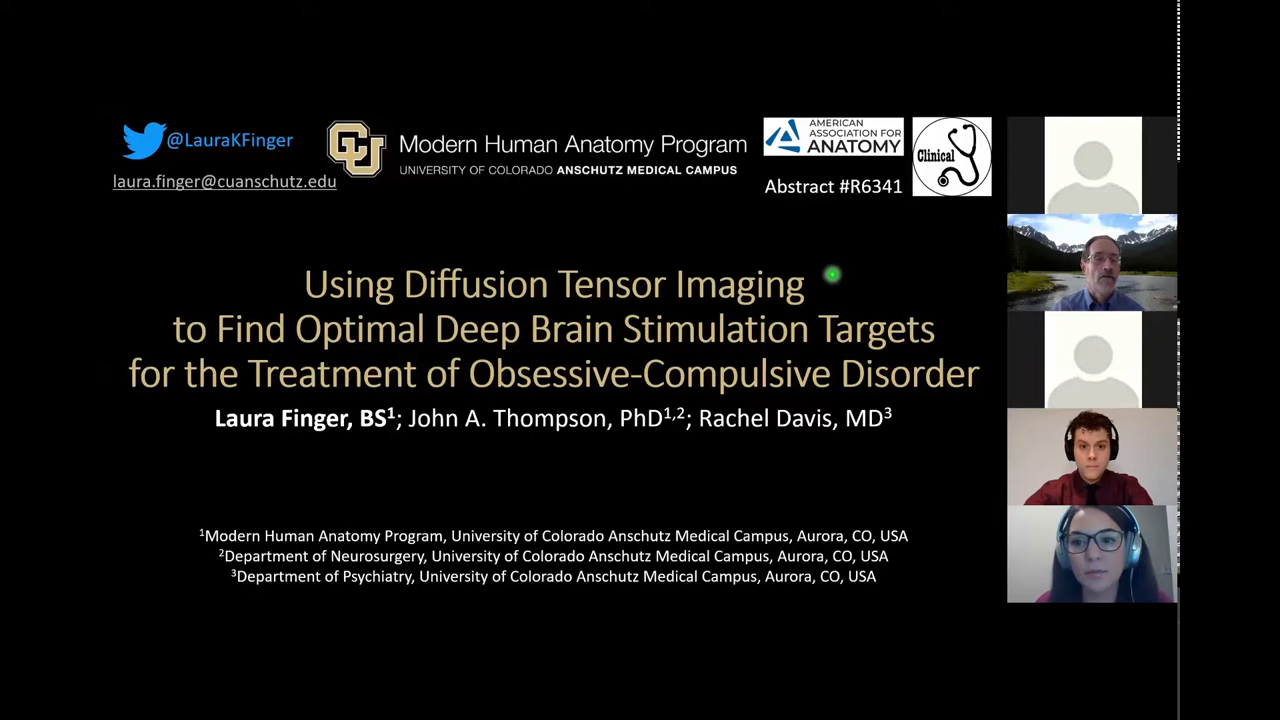 @LauraKFinger
laura.finger@cuanschutz.edu
CU
Modern Human Anatomy Program
UNIVERSITY OF COLORADO ANSCHUTZ MEDICAL CAMPUS
AMERICAN
ASSOCIATION FOR
ANATOMY
Clinical
Abstract #R6341
Using Diffusion Tensor Imaging
to Find Optimal Deep Brain Stimulation Targets
for the Treatment of Obsessive-Compulsive Disorder
Laura Finger, BS¹; John A. Thompson, PhD¹,²; Rachel Davis, MD³
¹Modern Human Anatomy Program, University of Colorado Anschutz Medical Campus, Aurora, CO, USA
²Department of Neurosurgery, University of Colorado Anschutz Medical Campus, Aurora, CO, USA
³Department of Psychiatry, University of Colorado Anschutz Medical Campus, Aurora, CO, USA